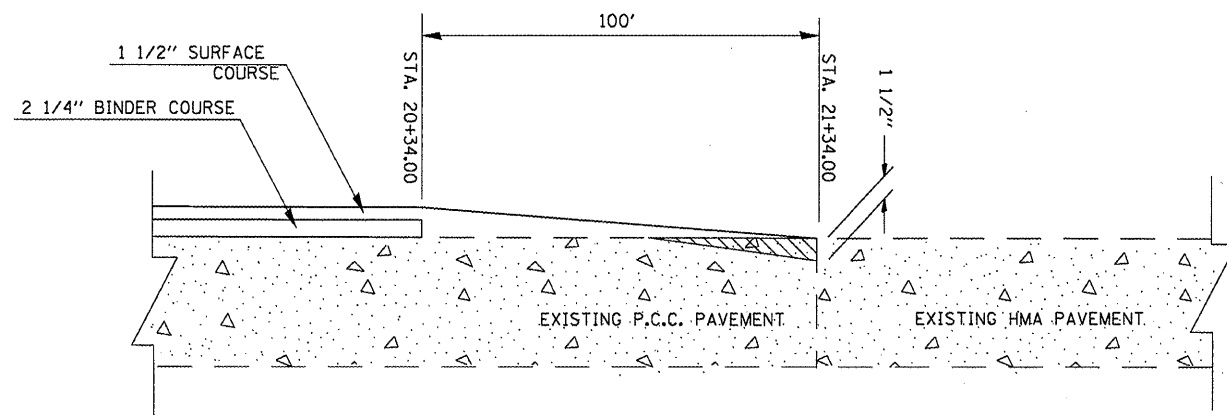 100'
1 1/2" SURFACE
COURSE
2 1/4" BINDER COURSE
STA. 20+34.00
STA. 21+34.00
1 1/2"
EXISTING P.C.C. PAVEMENT
EXISTING HMA PAVEMENT